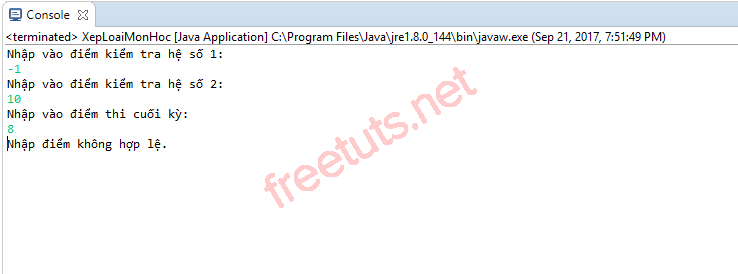 Console
<terminated> XepLoaiMonHoc [Java Application] C:\Program Files\Java\jre1.8.0_144\bin\javaw.exe (Sep 21, 2017, 7:51:49 PM)
Nhập vào điểm kiểm tra hệ số 1:
-1
Nhập vào điểm kiểm tra hệ số 2:
10
Nhập vào điểm thi cuối kỳ:
8
Nhập điểm không hợp lệ.
freetuts.net